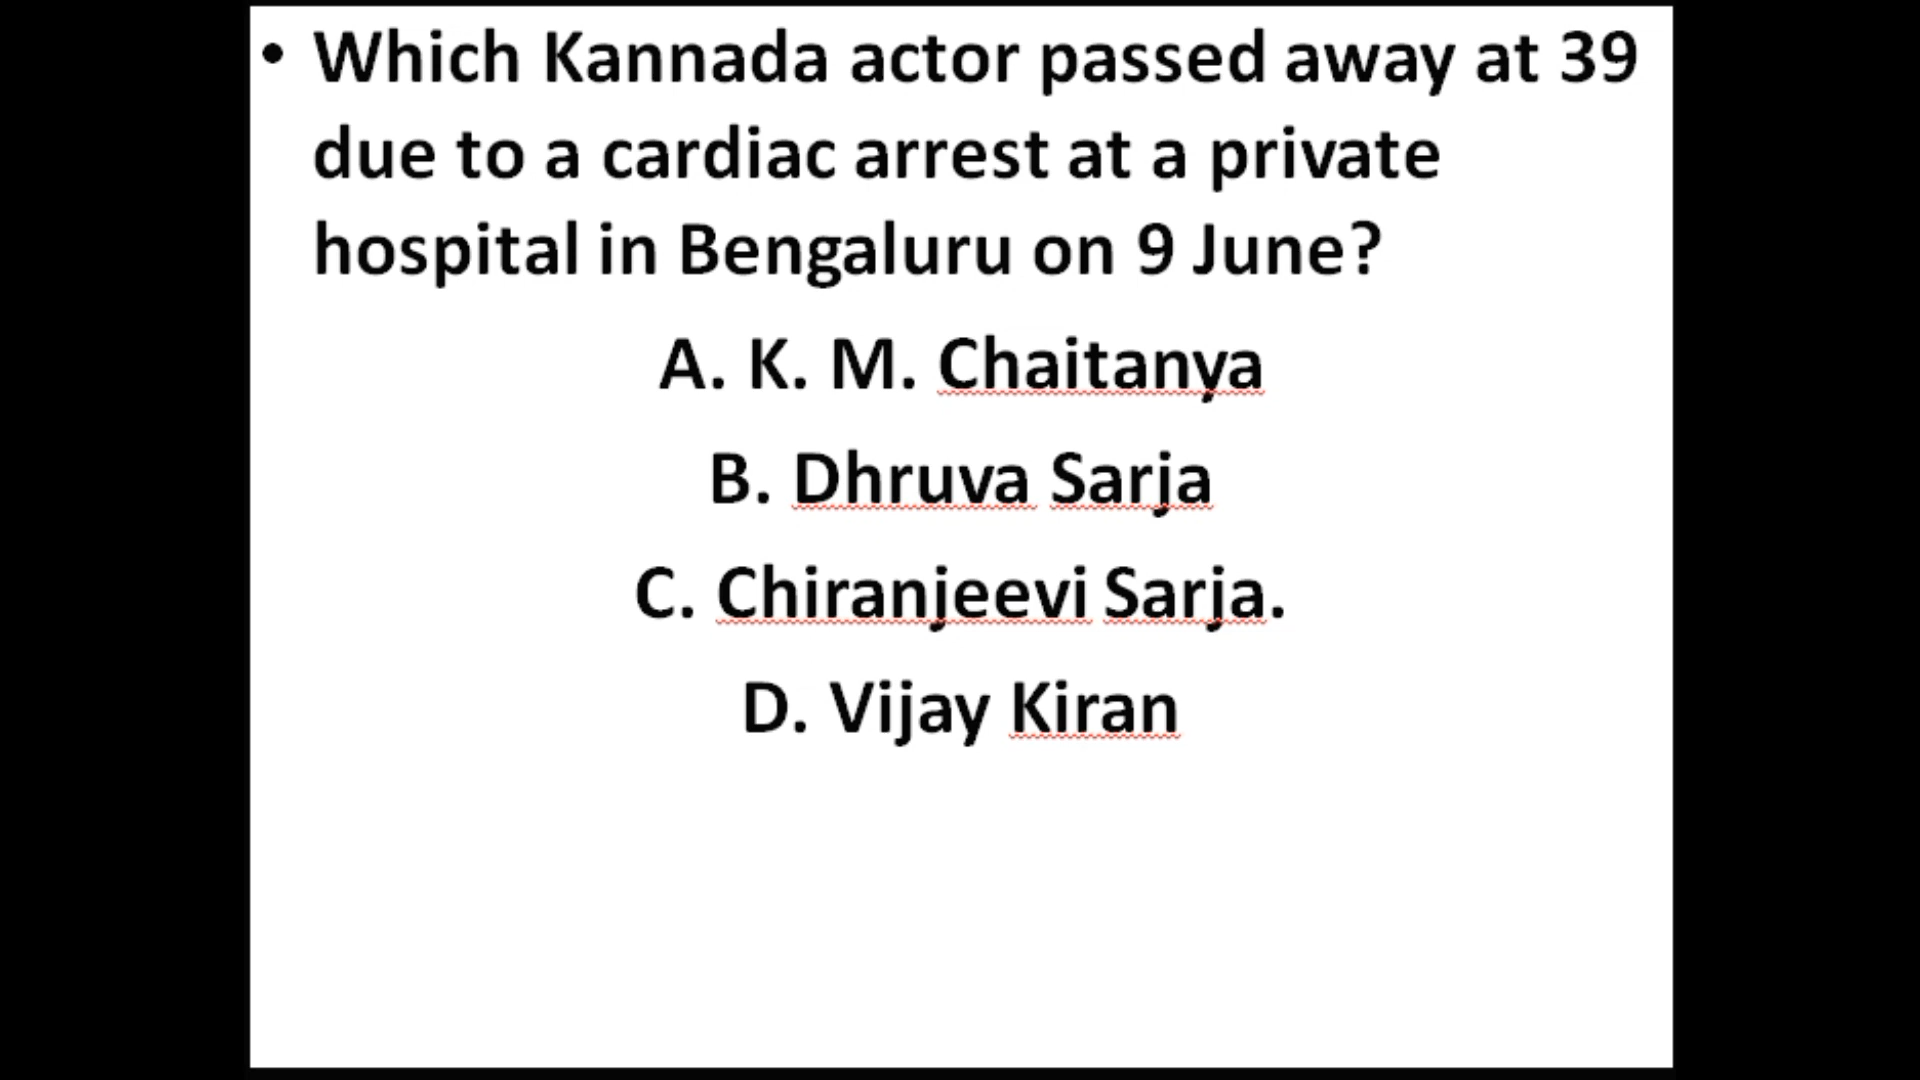 • Which Kannada actor passed away at 39
due to a cardiac arrest at a private
hospital in Bengaluru on 9 June?
A. K. M. Chaitanya
B. Dhruva Sarja
C. Chiranjeevi Sarja.
D. Vijay Kiran